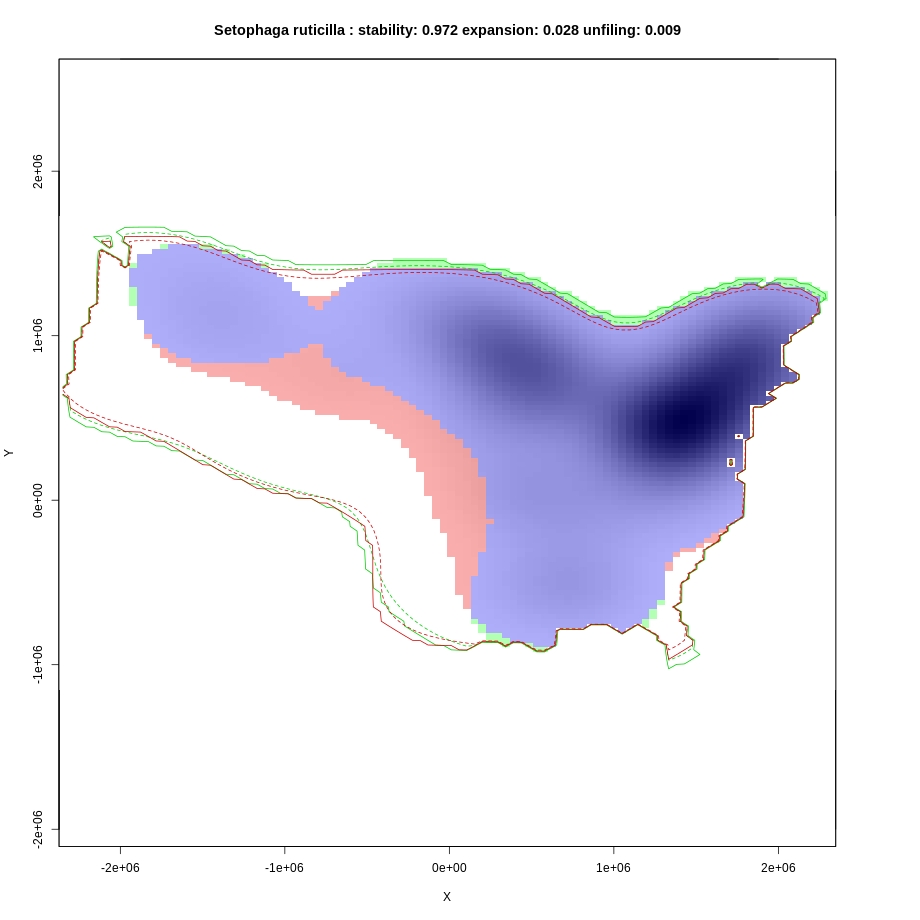 Setophaga ruticilla : stability: 0.972 expansion: 0.028 unfiling: 0.009
2e+06
1e+06
0e+00
-1e+06
-2e+06
Y
-2e+06 -1e+06 0e+00 1e+06 2e+06
X